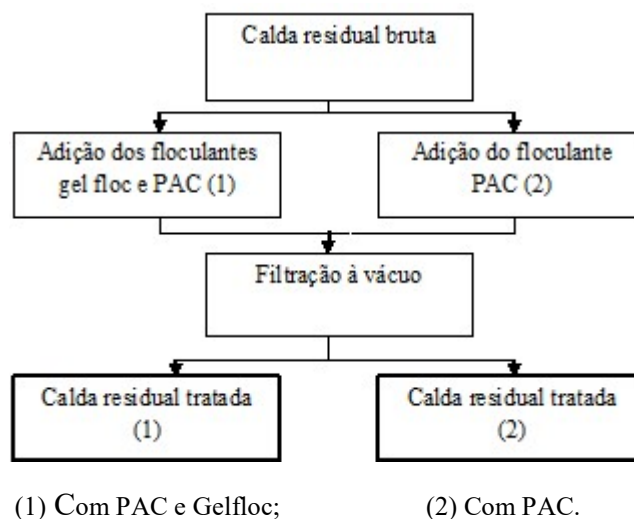 Calda residual bruta
Adição dos floculantes
gel floc e PAC (1)
Adição do floculante
PAC (2)
Filtração à vácuo
Calda residual tratada
(1)
Calda residual tratada
(2)
(1) Com PAC e Gelfloc; (2) Com PAC.